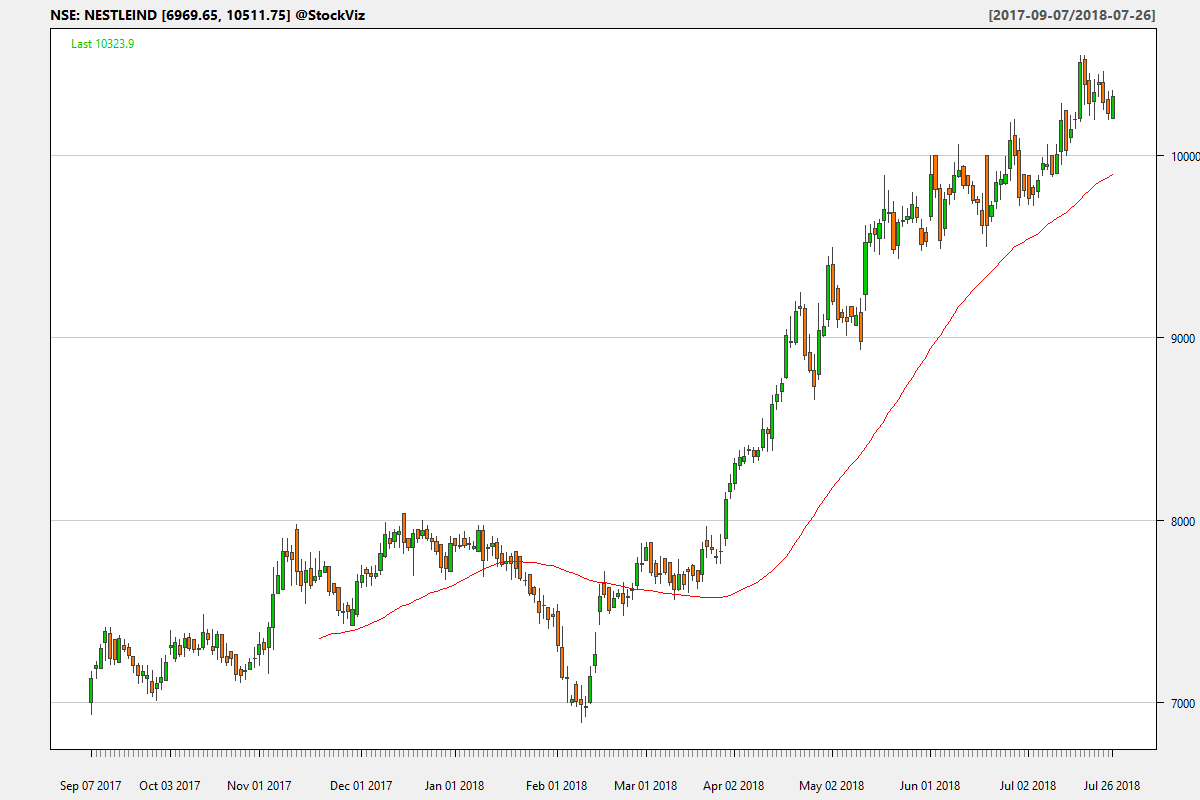 NSE: NESTLEIND [6969.65, 10511.75] @StockViz [2017-09-07/2018-07-26]
Last 10323.9
10000
9000
8000
7000
Sep 07 2017 Oct 03 2017 Nov 01 2017 Dec 01 2017 Jan 01 2018 Feb 01 2018 Mar 01 2018 Apr 02 2018 May 02 2018 Jun 01 2018 Jul 02 2018 Jul 26 2018